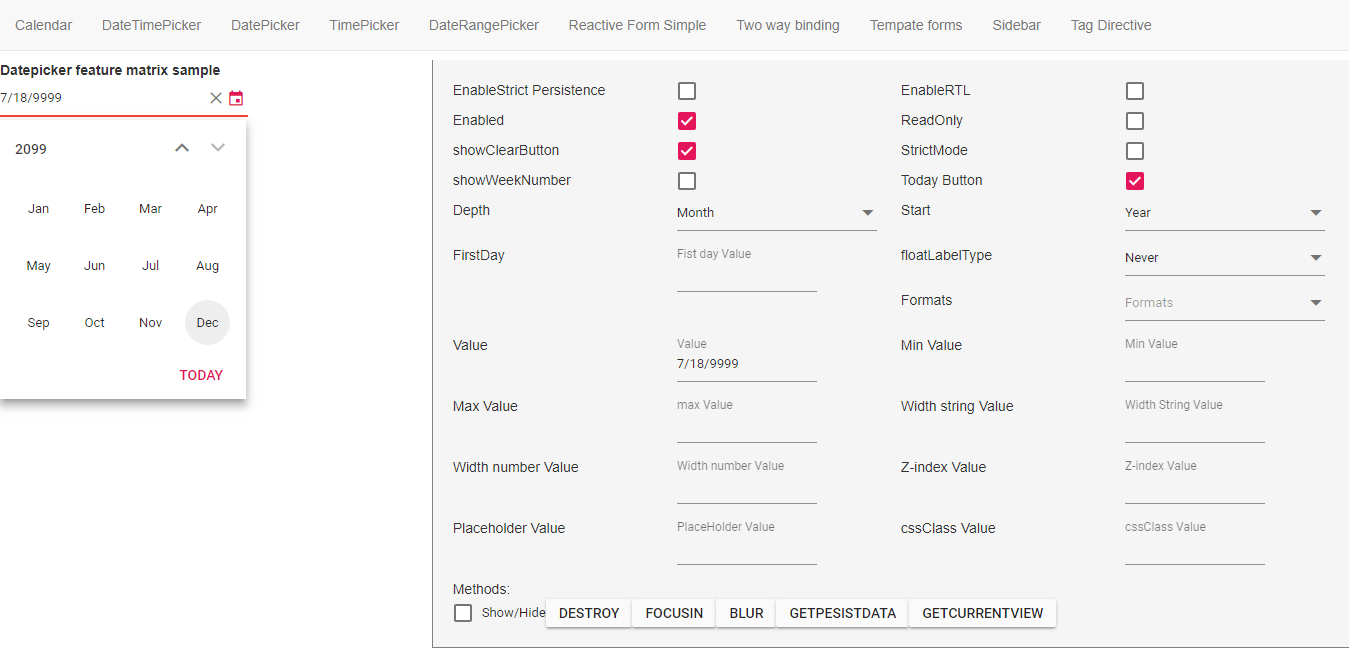 Calendar DateTimePicker DatePicker TimePicker DateRangePicker Reactive Form Simple Two way binding Tempate forms Sidebar Tag Directive
Datepicker feature matrix sample
7/18/9999
2099
Jan Feb Mar Apr
May Jun Jul Aug
Sep Oct Nov Dec
TODAY
EnableStrict Persistence EnableRTL
Enabled ReadOnly
showClearButton StrictMode
showWeekNumber Today Button
Depth Month Start Year
FirstDay Fist day Value floatLabelType Never
Formats Formats
Value Value Min Value Min Value
7/18/9999
Max Value max Value Width string Value Width String Value
Width number Value Width number Value Z-index Value Z-index Value
Placeholder Value PlaceHolder Value cssClass Value cssClass Value
Methods:
Show/Hide DESTROY FOCUSIN BLUR GETPESISTDATA GETCURRENTVIEW